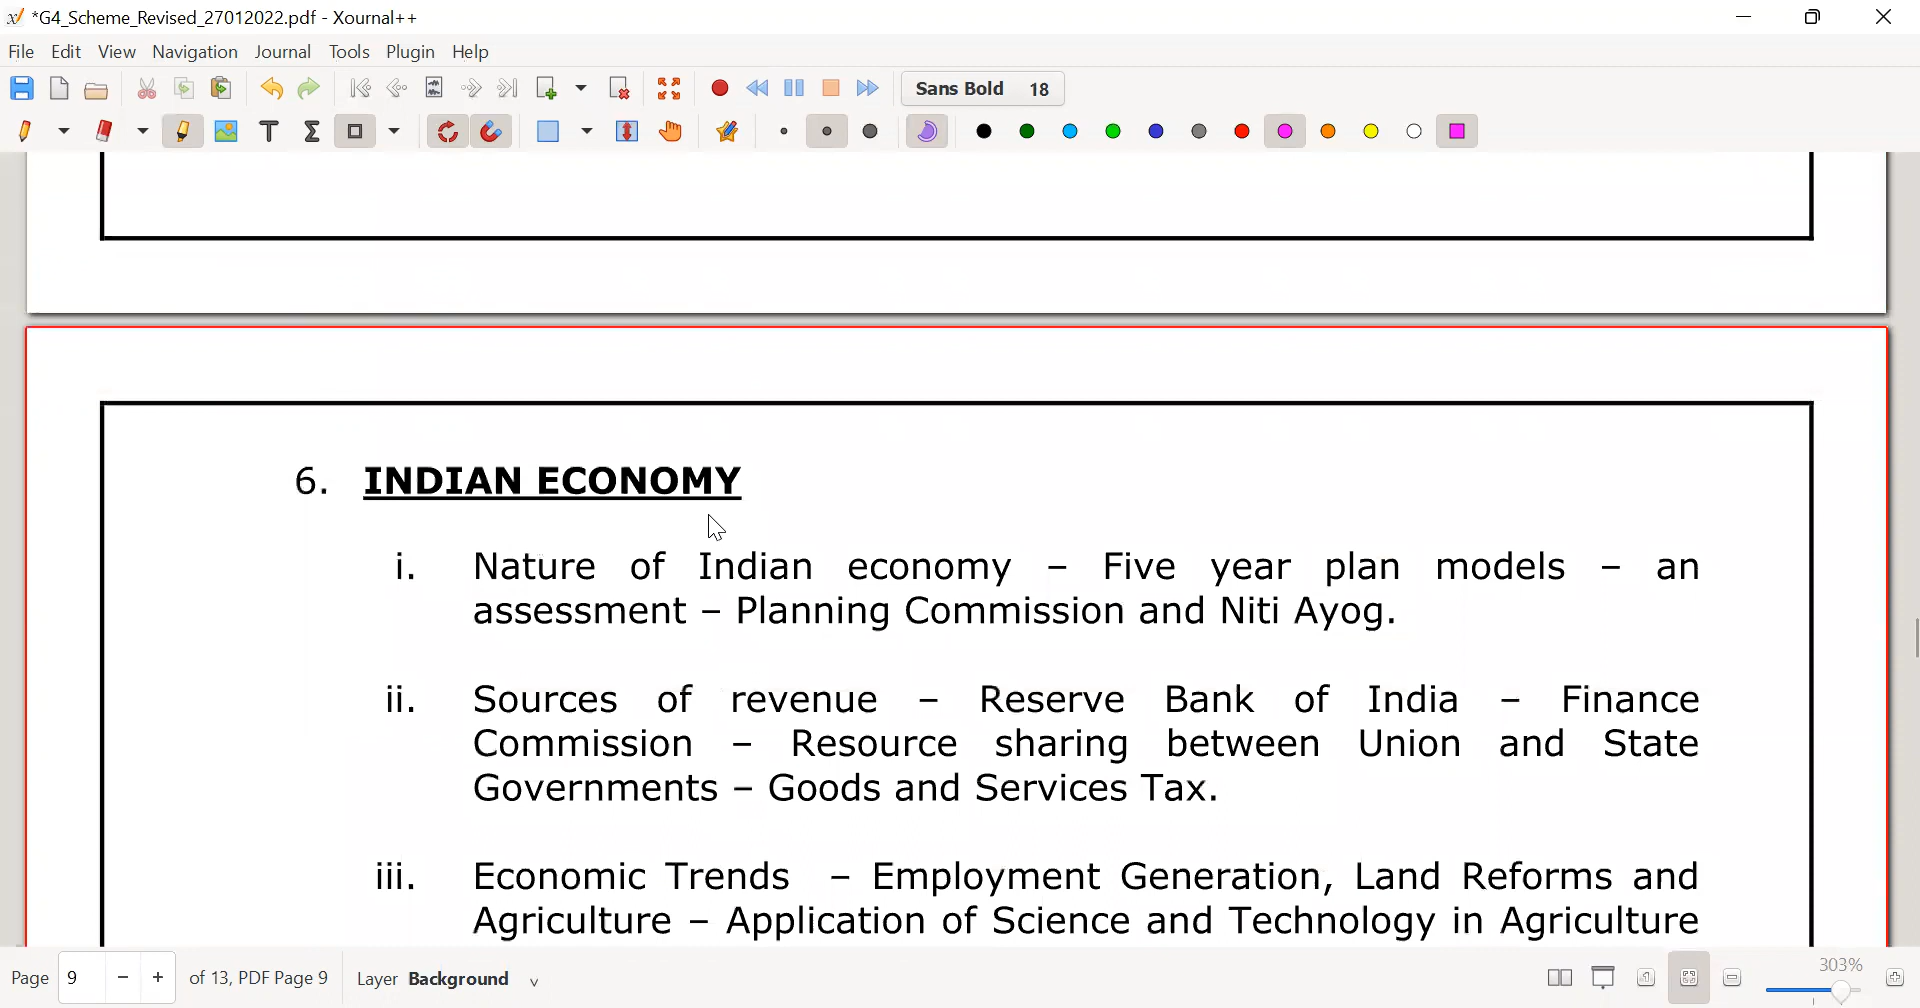 *G4_Scheme_Revised_27012022.pdf - Xournal++
File Edit View Navigation Journal Tools Plugin Help
Sans Bold 18
6. INDIAN ECONOMY
i. Nature of Indian economy – Five year plan models – an
assessment – Planning Commission and Niti Ayog.
ii. Sources of revenue – Reserve Bank of India – Finance
Commission – Resource sharing between Union and State
Governments – Goods and Services Tax.
iii. Economic Trends – Employment Generation, Land Reforms and
Agriculture – Application of Science and Technology in Agriculture
Page 9 − + of 13, PDF Page 9 Layer Background 303%